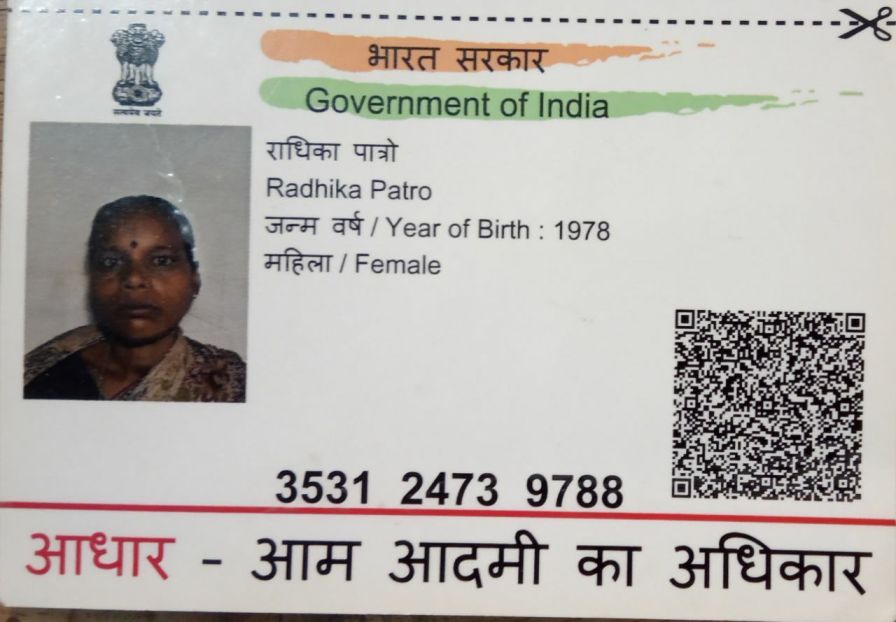 भारत सरकार
Government of India
सत्यमेव जयते
राधिका पात्रो
Radhika Patro
जन्म वर्ष / Year of Birth : 1978
महिला / Female
3531 2473 9788
आधार - आम आदमी का अधिकार